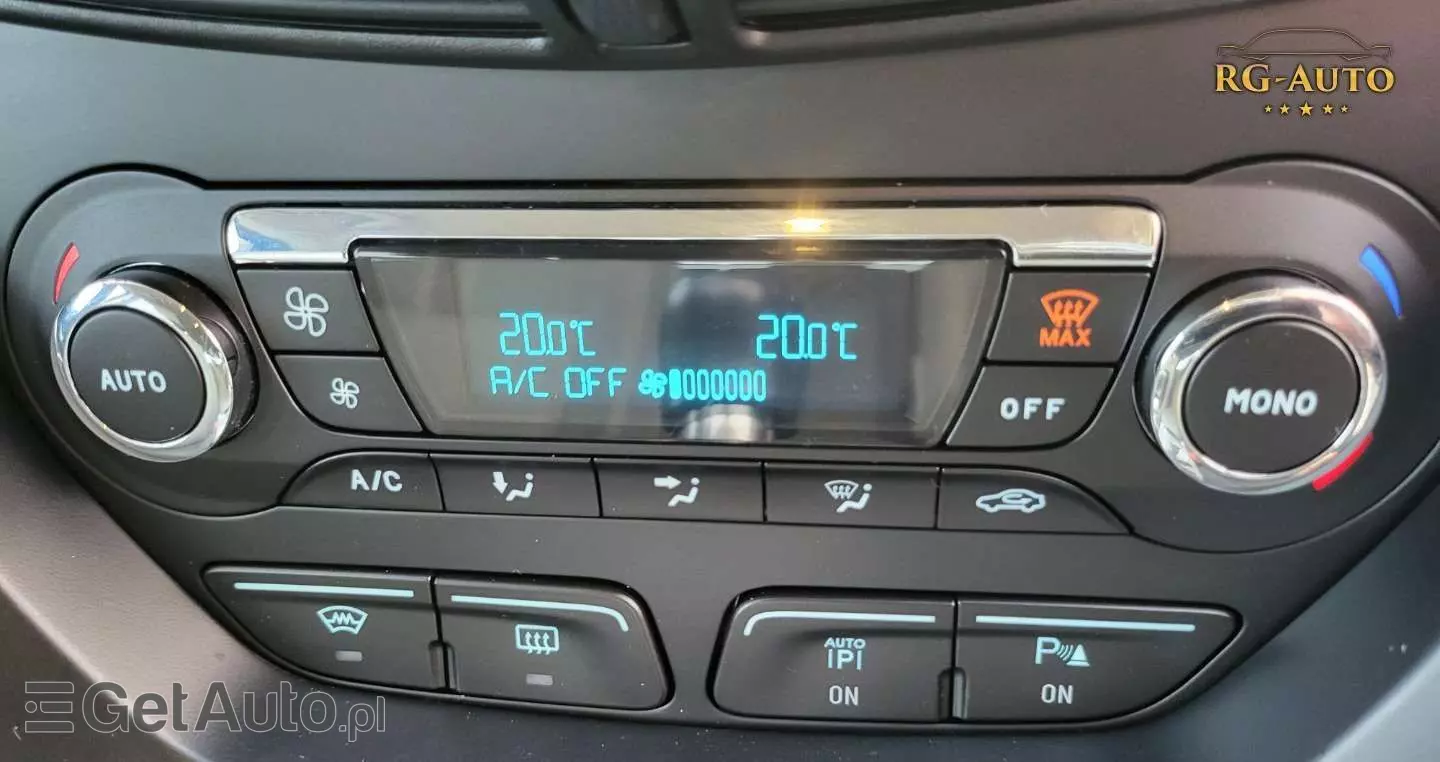 RG-AUTO
20.0°C 20.0°C
A/C OFF
AUTO
MAX
OFF
MONO
A/C
AUTO
P
ON
P
ON
GetAuto.pl